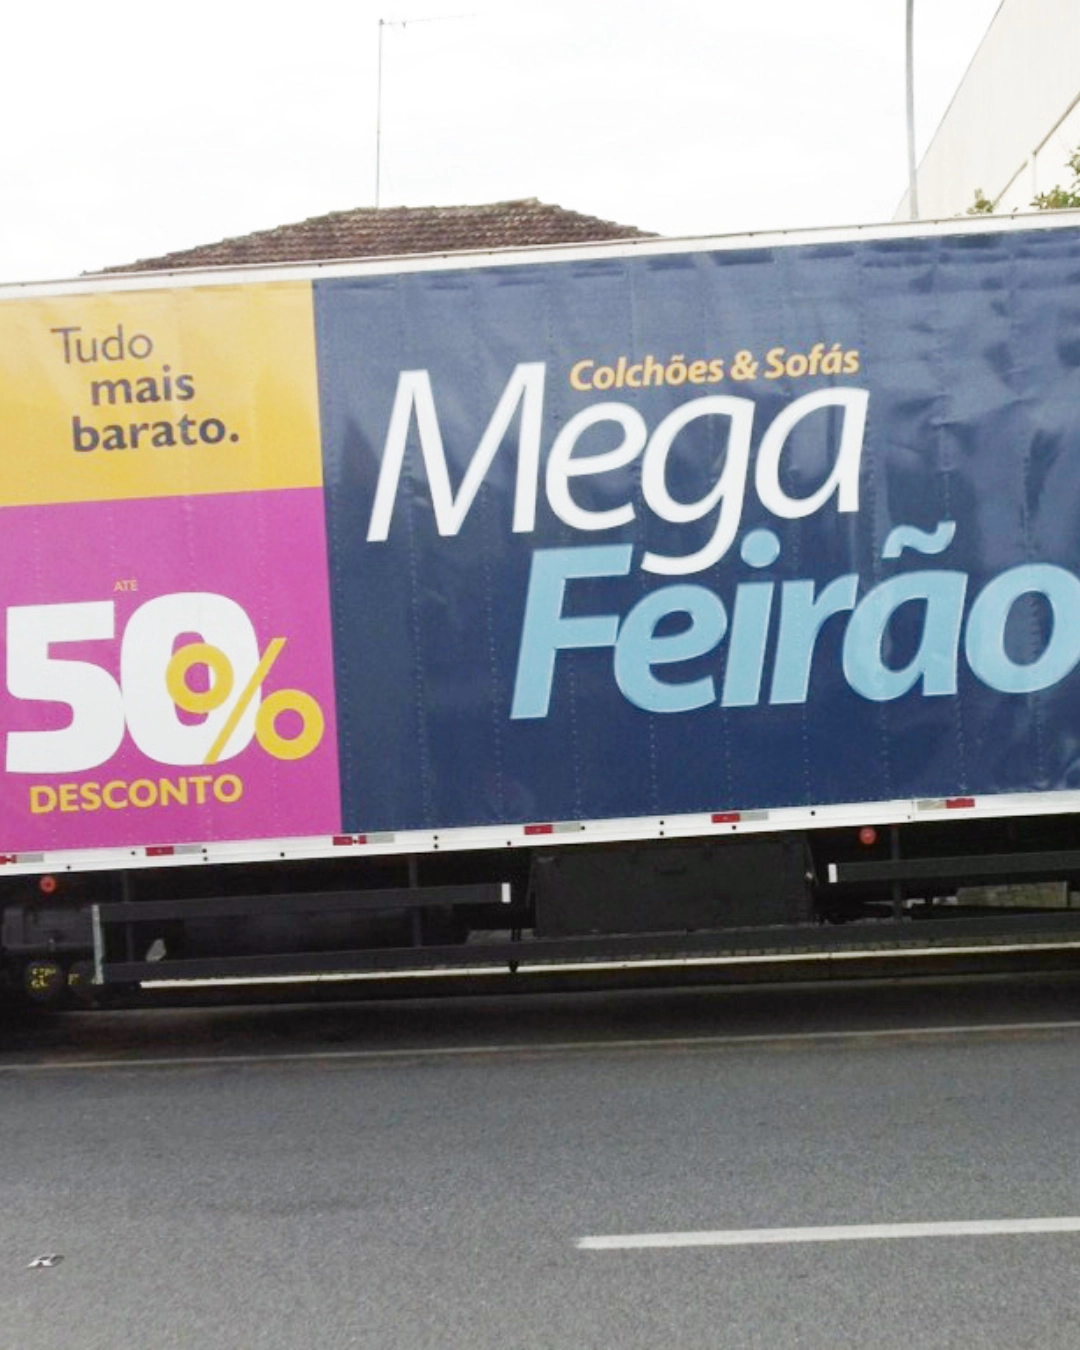 Tudo
mais
barato.
ATÉ
50%
DESCONTO
Colchões & Sofás
Mega
Feirão